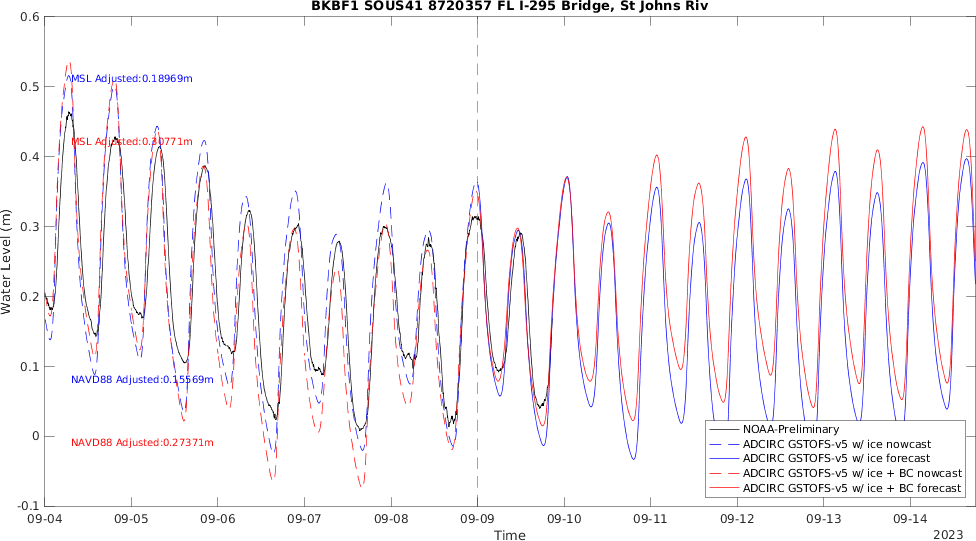 BKBF1 SOUS41 8720357 FL I-295 Bridge, St Johns Riv
0.6
0.5
0.4
0.3
0.2
0.1
0
-0.1
Water Level (m)
MSL Adjusted:0.18969m
MSL Adjusted:0.30771m
NAVD88 Adjusted:0.15569m
NAVD88 Adjusted:0.27371m
NOAA-Preliminary
ADCIRC GSTOFS-v5 w/ ice nowcast
ADCIRC GSTOFS-v5 w/ ice forecast
ADCIRC GSTOFS-v5 w/ ice + BC nowcast
ADCIRC GSTOFS-v5 w/ ice + BC forecast
09-04 09-05 09-06 09-07 09-08 09-09 09-10 09-11 09-12 09-13 09-14
Time
2023